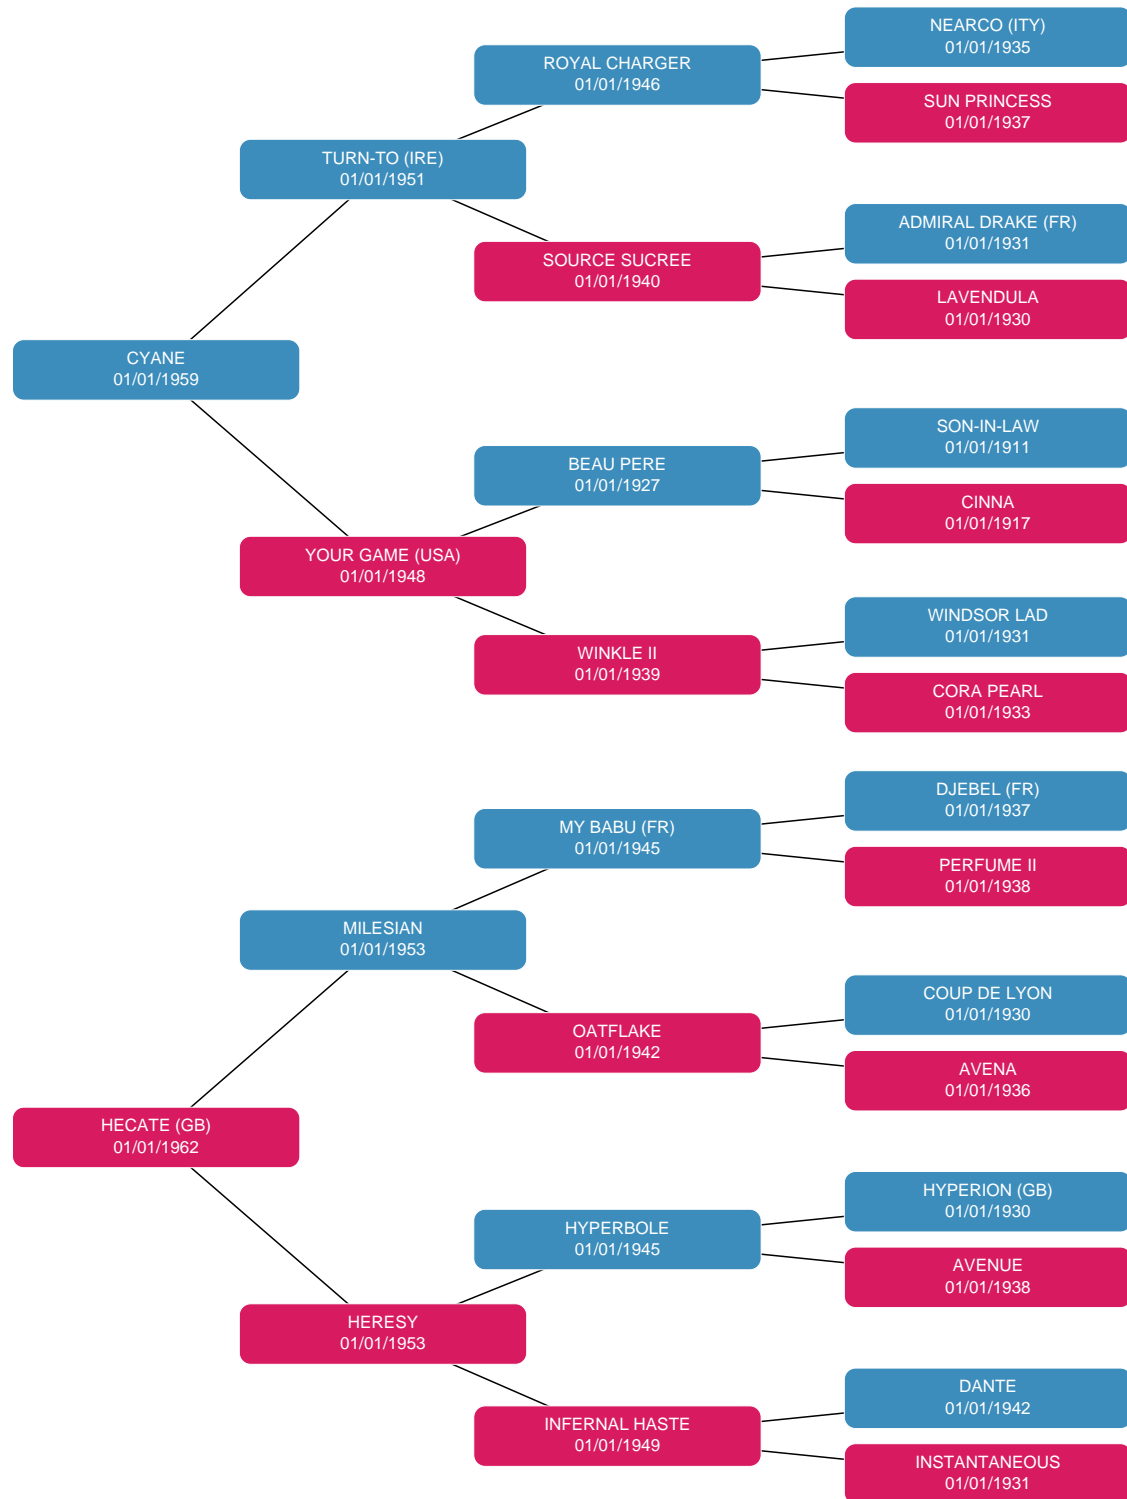 NEARCO (ITY)
01/01/1935
ROYAL CHARGER
01/01/1946
SUN PRINCESS
01/01/1937
TURN-TO (IRE)
01/01/1951
ADMIRAL DRAKE (FR)
01/01/1931
SOURCE SUCREE
01/01/1940
LAVENDULA
01/01/1930
CYANE
01/01/1959
SON-IN-LAW
01/01/1911
BEAU PERE
01/01/1927
CINNA
01/01/1917
YOUR GAME (USA)
01/01/1948
WINDSOR LAD
01/01/1931
WINKLE II
01/01/1939
CORA PEARL
01/01/1933
DJEBEL (FR)
01/01/1937
MY BABU (FR)
01/01/1945
PERFUME II
01/01/1938
MILESIAN
01/01/1953
COUP DE LYON
01/01/1930
OATFLAKE
01/01/1942
AVENA
01/01/1936
HECATE (GB)
01/01/1962
HYPERION (GB)
01/01/1930
HYPERBOLE
01/01/1945
AVENUE
01/01/1938
HERESY
01/01/1953
DANTE
01/01/1942
INFERNAL HASTE
01/01/1949
INSTANTANEOUS
01/01/1931